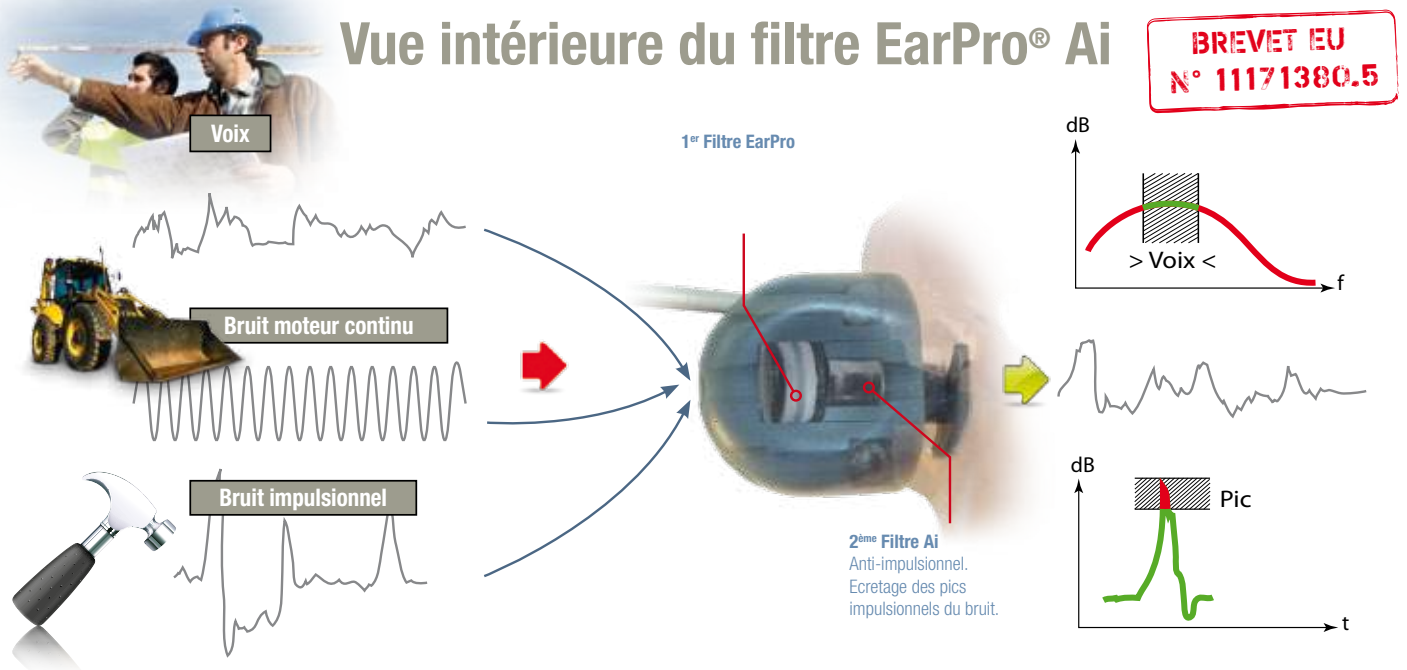 Vue intérieure du filtre EarPro® Ai
BREVET EU
N° 11171380.5
Voix
1er Filtre EarPro
dB
> Voix <
f
Bruit moteur continu
Bruit impulsionnel
dB
Pic
t
2ème Filtre Ai
Anti-impulsionnel.
Ecretage des pics
impulsionnels du bruit.